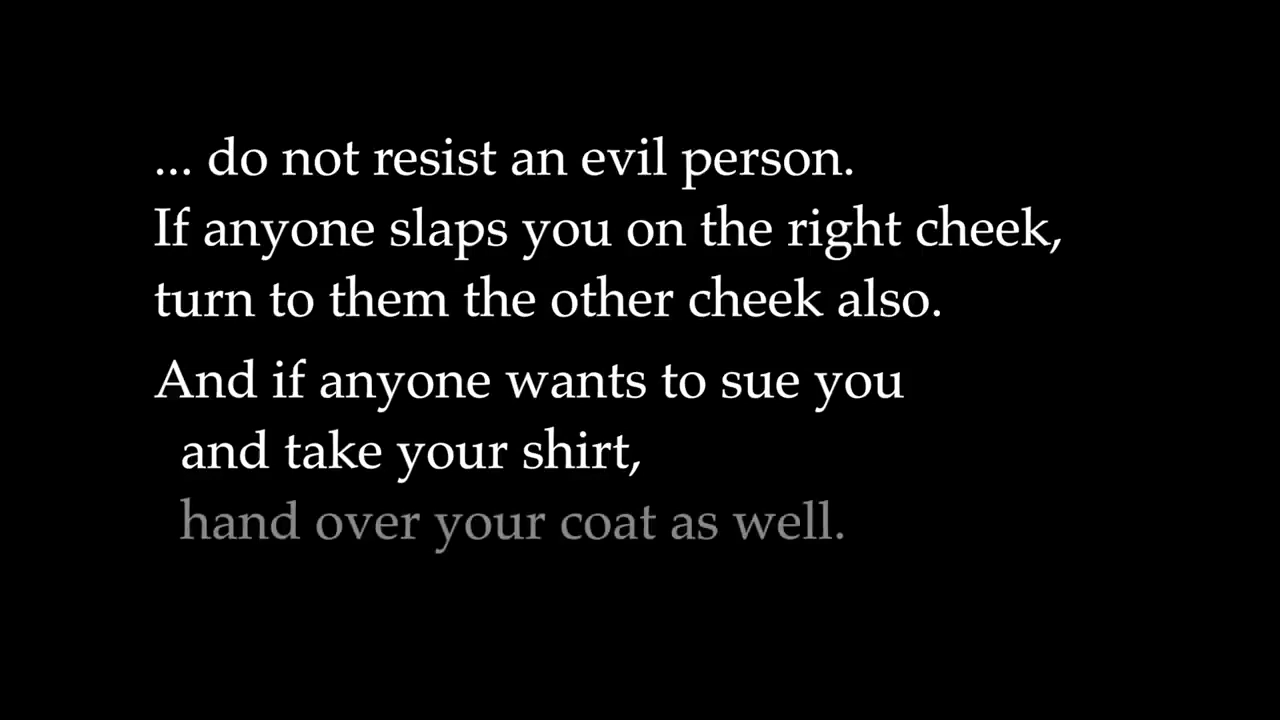 ... do not resist an evil person.
If anyone slaps you on the right cheek,
turn to them the other cheek also.
And if anyone wants to sue you
and take your shirt,
hand over your coat as well.